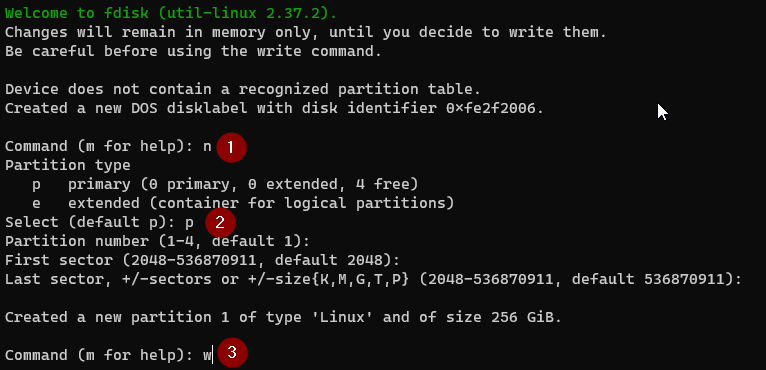 Welcome to fdisk (util-linux 2.37.2).
Changes will remain in memory only, until you decide to write them.
Be careful before using the write command.

Device does not contain a recognized partition table.
Created a new DOS disklabel with disk identifier 0xfe2f2006.

Command (m for help): n 1
Partition type
   p   primary (0 primary, 0 extended, 4 free)
   e   extended (container for logical partitions)
Select (default p): p 2
Partition number (1-4, default 1):
First sector (2048-536870911, default 2048):
Last sector, +/-sectors or +/-size{K,M,G,T,P} (2048-536870911, default 536870911):

Created a new partition 1 of type 'Linux' and of size 256 GiB.

Command (m for help): w 3